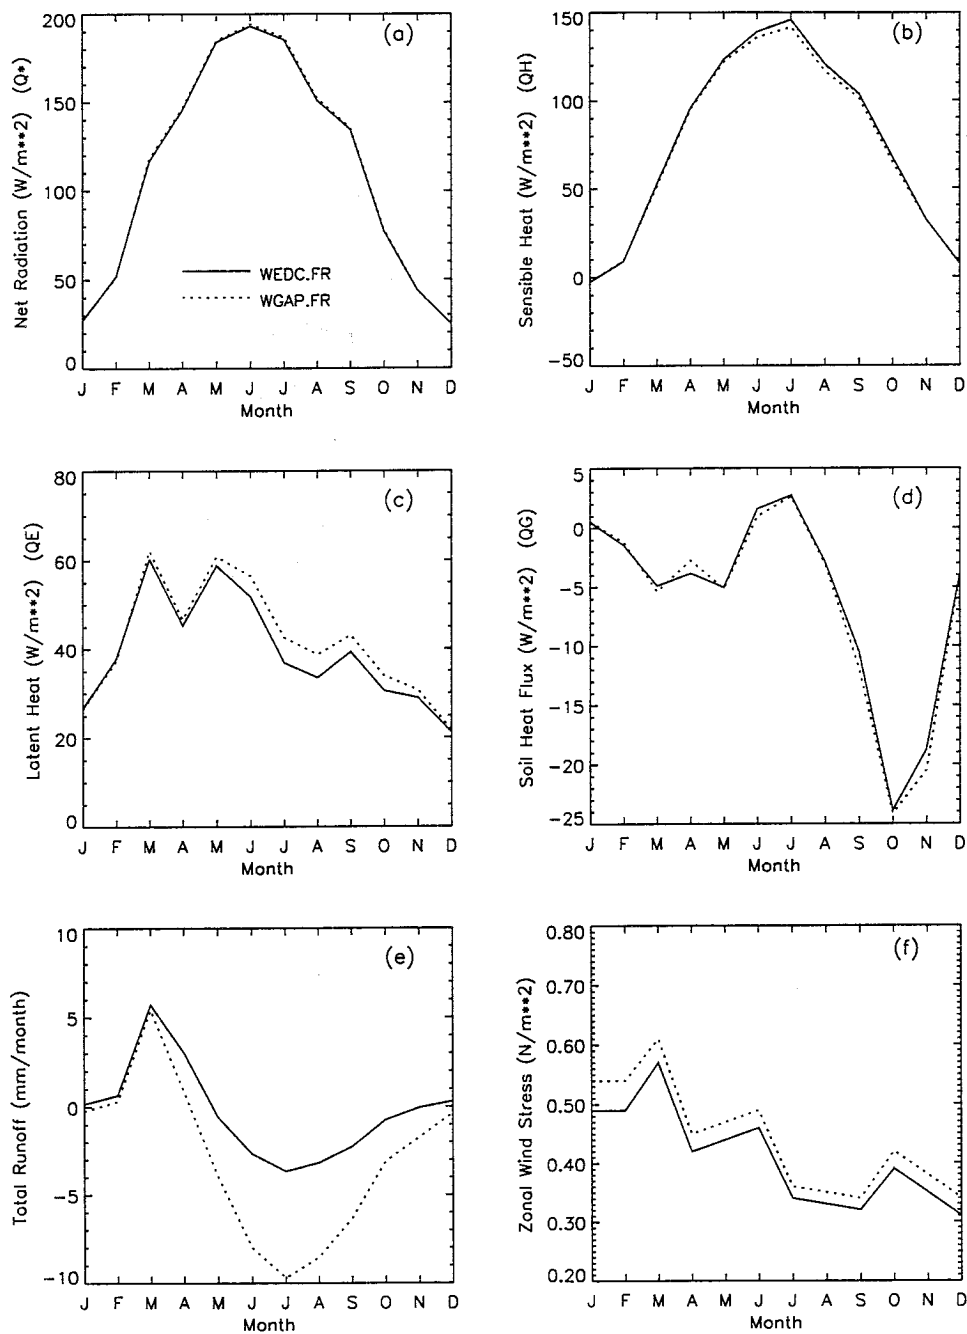 (a)
Net Radiation (W/m**2) (Q*)
200
150
100
50
0
WEDC.FR
WGAP.FR
J F M A M J J A S O N D
Month
(b)
Sensible Heat (W/m**2) (QH)
150
100
50
0
-50
J F M A M J J A S O N D
Month
(c)
Latent Heat (W/m**2) (QE)
80
60
40
20
0
J F M A M J J A S O N D
Month
(d)
Soil Heat Flux (W/m**2) (QG)
5
0
-5
-10
-15
-20
-25
J F M A M J J A S O N D
Month
(e)
Total Runoff (mm/month)
10
5
0
-5
-10
J F M A M J J A S O N D
Month
(f)
Zonal Wind Stress (N/m**2)
0.80
0.70
0.60
0.50
0.40
0.30
0.20
J F M A M J J A S O N D
Month